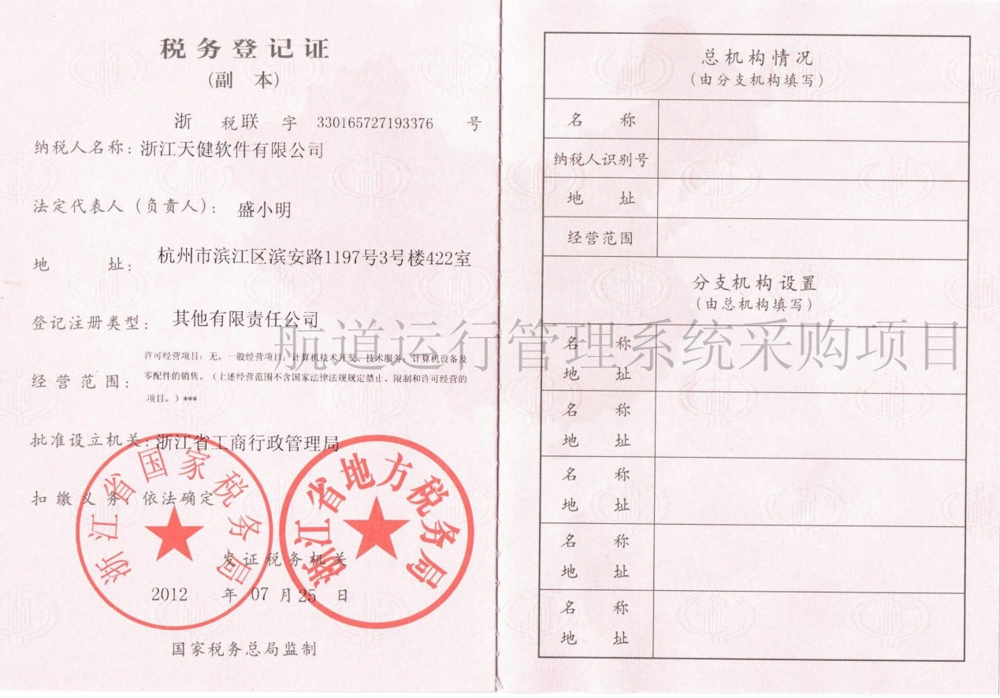 税务登记证
(副 本)
浙 税联 字 330165727193376 号
纳税人名称: 浙江天健软件有限公司
法定代表人（负责人）: 盛小明
地 址: 杭州市滨江区滨安路1197号3号楼422室
登记注册类型: 其他有限责任公司
经营范围: 许可经营项目：无。一般经营项目：计算机技术开发、技术服务；计算机设备及
零配件的销售。（上述经营范围不含国家法律法规规定禁止、限制和许可经营的
项目。）***
批准设立机关: 浙江省工商行政管理局
扣缴义务: 依法确定
浙江省国家税务局
浙江省地方税务局
发证税务机关
2012 年 07 月 25 日
国家税务总局监制
总机构情况
(由分支机构填写)
名 称
纳税人识别号
地 址
经营范围
分支机构设置
(由总机构填写)
航道运行管理系统采购项目
名 称
地 址
名 称
地 址
名 称
地 址
名 称
地 址
名 称
地 址